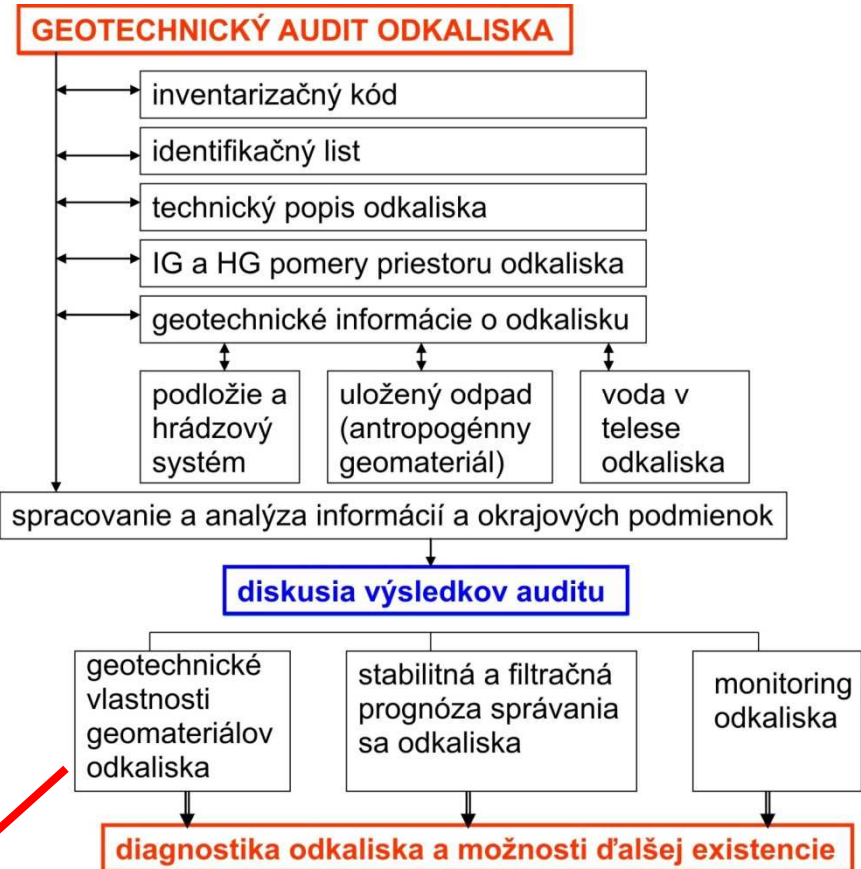 GEOTECHNICKÝ AUDIT ODKALISKA
inventarizačný kód
identifikačný list
technický popis odkaliska
IG a HG pomery priestoru odkaliska
geotechnické informácie o odkalisku
podložie a
hrádzový
systém
uložený odpad
(antropogénny
geomateriál)
voda v
telese
odkaliska
spracovanie a analýza informácií a okrajových podmienok
diskusia výsledkov auditu
geotechnické
vlastnosti
geomateriálov
odkaliska
stabilitná a filtračná
prognóza správania
sa odkaliska
monitoring
odkaliska
diagnostika odkaliska a možnosti ďalšej existencie